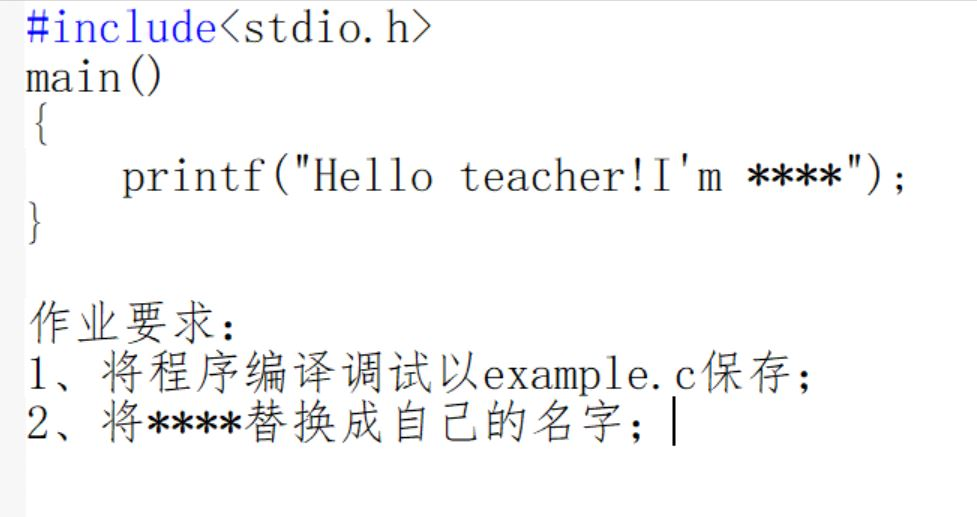 #include<stdio.h>
main()
{
    printf("Hello teacher!I'm ****");
}
作业要求：
1、将程序编译调试以example.c保存；
2、将****替换成自己的名字；